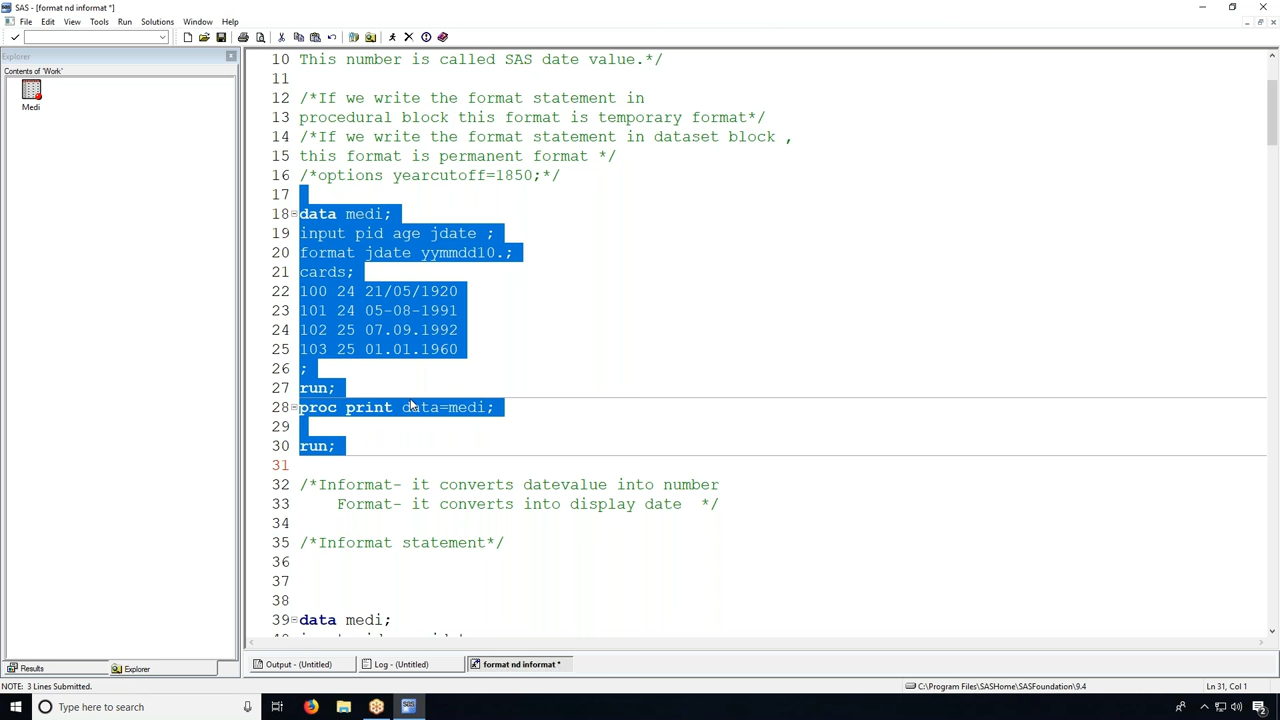 SAS - [format nd informat *]
File Edit View Tools Run Solutions Window Help
Explorer
Contents of 'Work'
Medi
10 This number is called SAS date value.*/
11
12 /*If we write the format statement in
13 procedural block this format is temporary format*/
14 /*If we write the format statement in dataset block ,
15 this format is permanent format */
16 /*options yearcutoff=1850;*/
17
18 data medi;
19 input pid age jdate ;
20 format jdate yymmdd10.;
21 cards;
22 100 24 21/05/1920
23 101 24 05-08-1991
24 102 25 07.09.1992
25 103 25 01.01.1960
26 ;
27 run;
28 proc print data=medi;
29
30 run;
31
32 /*Informat- it converts datevalue into number
33 Format- it converts into display date */
34
35 /*Informat statement*/
36
37
38
39 data medi;
Results Explorer
Output - (Untitled) Log - (Untitled) format nd informat *
NOTE: 3 Lines Submitted. C:\Program Files\SASHome\SASFoundation\9.4 Ln 31, Col 1
Type here to search